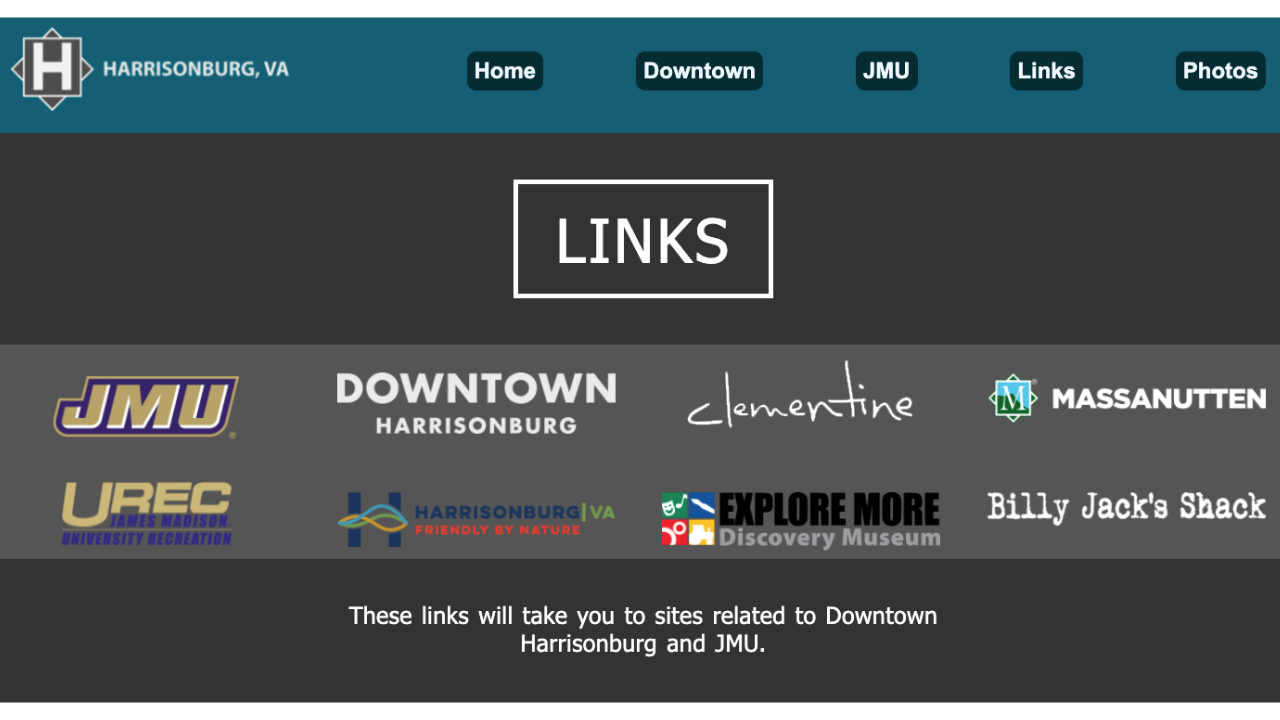 H HARRISONBURG, VA
Home Downtown JMU Links Photos
LINKS
JMU
DOWNTOWN
HARRISONBURG
clementine
M MASSANUTTEN
UREC
JAMES MADISON
UNIVERSITY RECREATION
H HARRISONBURG|VA
FRIENDLY BY NATURE
EXPLORE MORE
Discovery Museum
Billy Jack's Shack
These links will take you to sites related to Downtown
Harrisonburg and JMU.